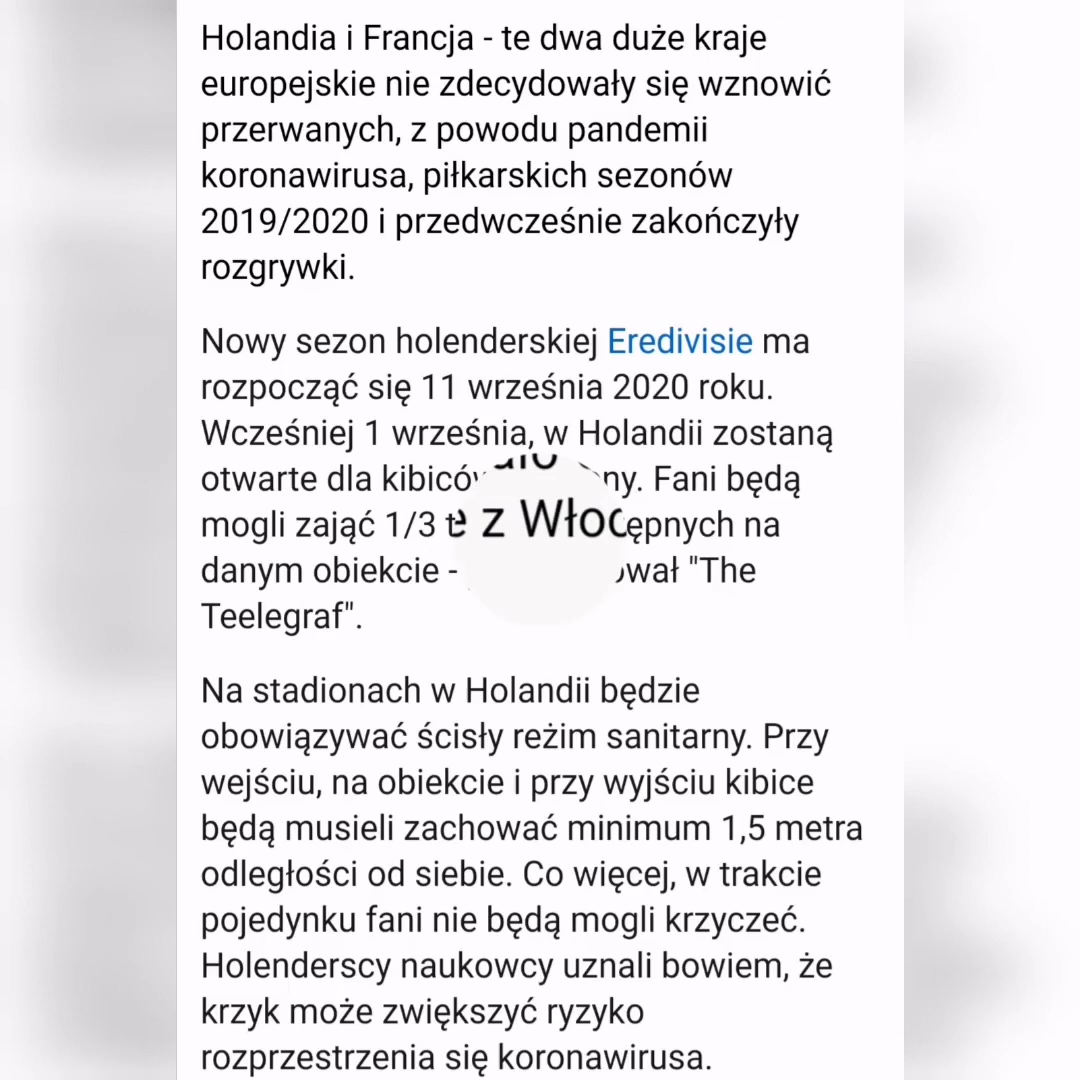 Holandia i Francja - te dwa duże kraje
europejskie nie zdecydowały się wznowić
przerwanych, z powodu pandemii
koronawirusa, piłkarskich sezonów
2019/2020 i przedwcześnie zakończyły
rozgrywki.
Nowy sezon holenderskiej Eredivisie ma
rozpocząć się 11 września 2020 roku.
Wcześniej 1 września, w Holandii zostaną
otwarte dla kibiców Fani będą
mogli zająć 1/3 z na
danym obiekcie - "The
Teelegraf".
Na stadionach w Holandii będzie
obowiązywać ścisły reżim sanitarny. Przy
wejściu, na obiekcie i przy wyjściu kibice
będą musieli zachować minimum 1,5 metra
odległości od siebie. Co więcej, w trakcie
pojedynku fani nie będą mogli krzyczeć.
Holenderscy naukowcy uznali bowiem, że
krzyk może zwiększyć ryzyko
rozprzestrzenia się koronawirusa.